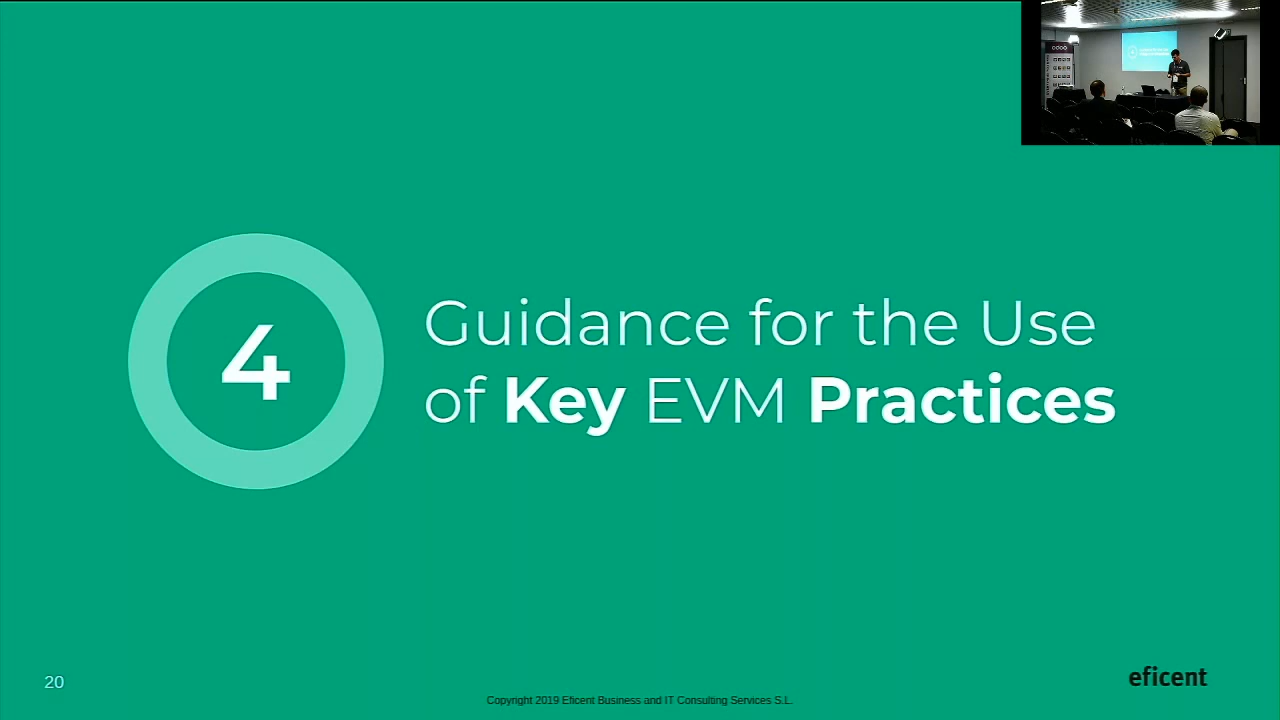 odoo
4
Guidance for the Use
of Key EVM Practices
20
eficent
Copyright 2019 Eficent Business and IT Consulting Services S.L.